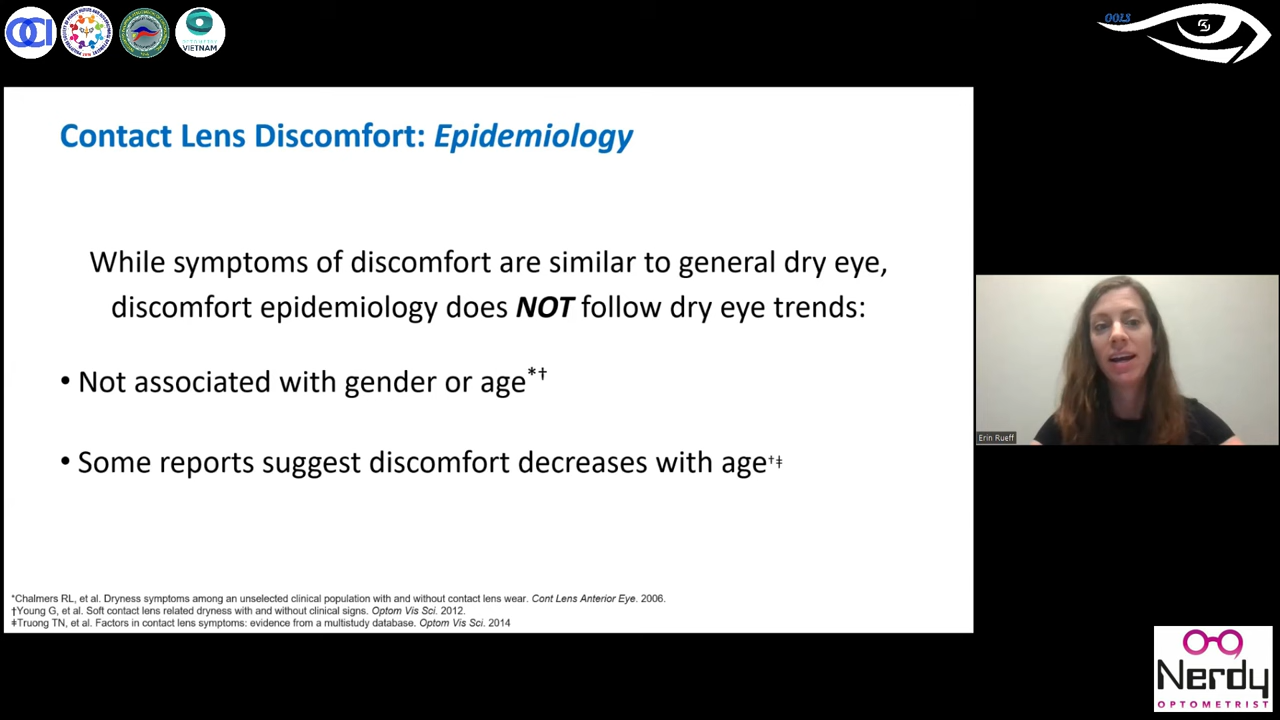 OCI
OPTOMETRY
VIETNAM
OOLS
Contact Lens Discomfort: Epidemiology
While symptoms of discomfort are similar to general dry eye,
discomfort epidemiology does NOT follow dry eye trends:
• Not associated with gender or age*†
• Some reports suggest discomfort decreases with age†‡
Erin Rueff
*Chalmers RL, et al. Dryness symptoms among an unselected clinical population with and without contact lens wear. Cont Lens Anterior Eye. 2006.
†Young G, et al. Soft contact lens related dryness with and without clinical signs. Optom Vis Sci. 2012.
‡Truong TN, et al. Factors in contact lens symptoms: evidence from a multistudy database. Optom Vis Sci. 2014
Nerdy
OPTOMETRIST